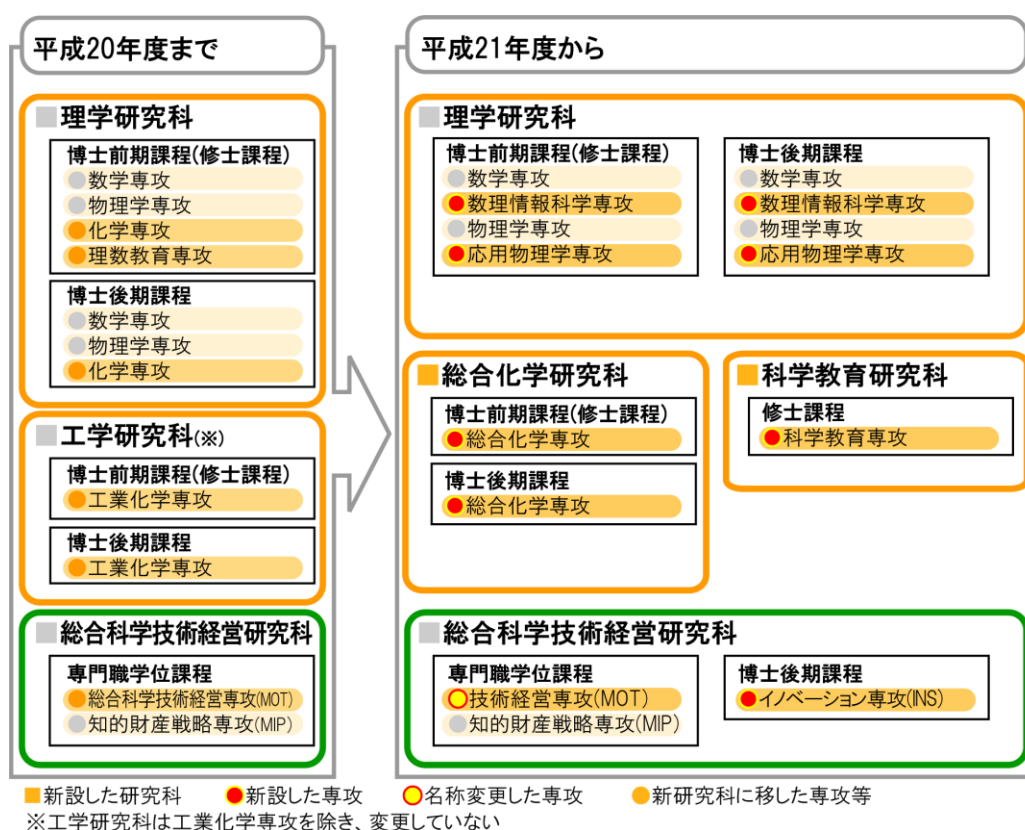 平成20年度まで
理学研究科
博士前期課程(修士課程)
数学専攻
物理学専攻
化学専攻
理数教育専攻
博士後期課程
数学専攻
物理学専攻
化学専攻
工学研究科(※)
博士前期課程(修士課程)
工業化学専攻
博士後期課程
工業化学専攻
総合科学技術経営研究科
専門職学位課程
総合科学技術経営専攻(MOT)
知的財産戦略専攻(MIP)
平成21年度から
理学研究科
博士前期課程(修士課程)
数学専攻
数理情報科学専攻
物理学専攻
応用物理学専攻
博士後期課程
数学専攻
数理情報科学専攻
物理学専攻
応用物理学専攻
総合化学研究科
博士前期課程(修士課程)
総合化学専攻
博士後期課程
総合化学専攻
科学教育研究科
修士課程
科学教育専攻
総合科学技術経営研究科
専門職学位課程
技術経営専攻(MOT)
知的財産戦略専攻(MIP)
博士後期課程
イノベーション専攻(INS)
新設した研究科 新設した専攻 名称変更した専攻 新研究科に移した専攻等
※工学研究科は工業化学専攻を除き、変更していない